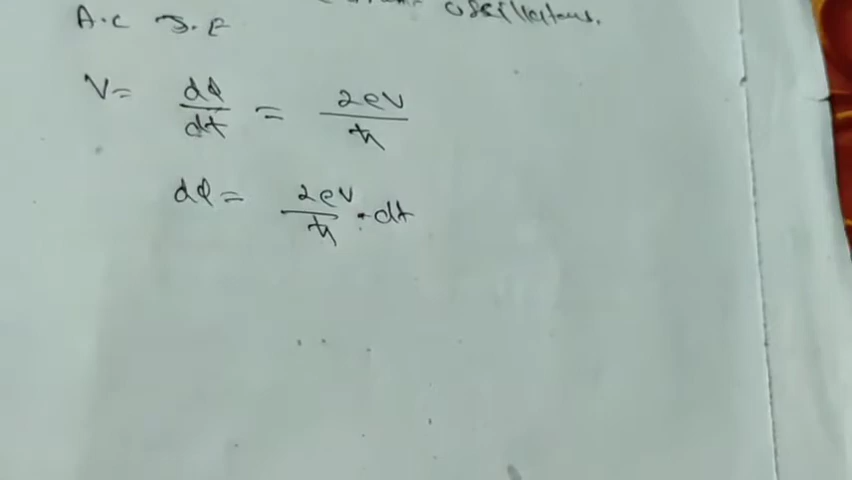 oscillations.
A.C J.E
V= dϕ/dt = 2eV/ħ
dϕ = 2eV/ħ · dt